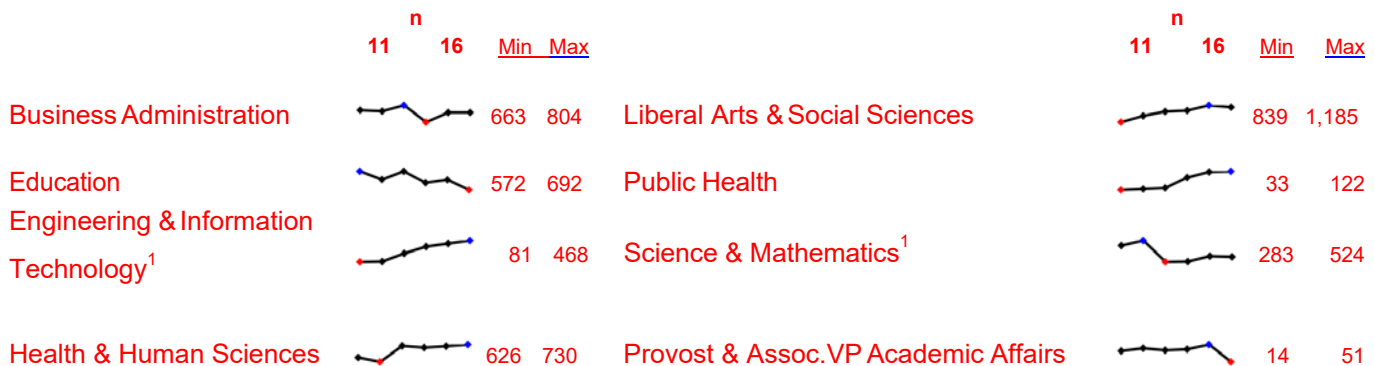 n n
11 16 Min Max 11 16 Min Max
Business Administration 663 804 Liberal Arts & Social Sciences 839 1,185
Education 572 692 Public Health 33 122
Engineering & Information
Technology1 81 468 Science & Mathematics1 283 524
Health & Human Sciences 626 730 Provost & Assoc.VP Academic Affairs 14 51